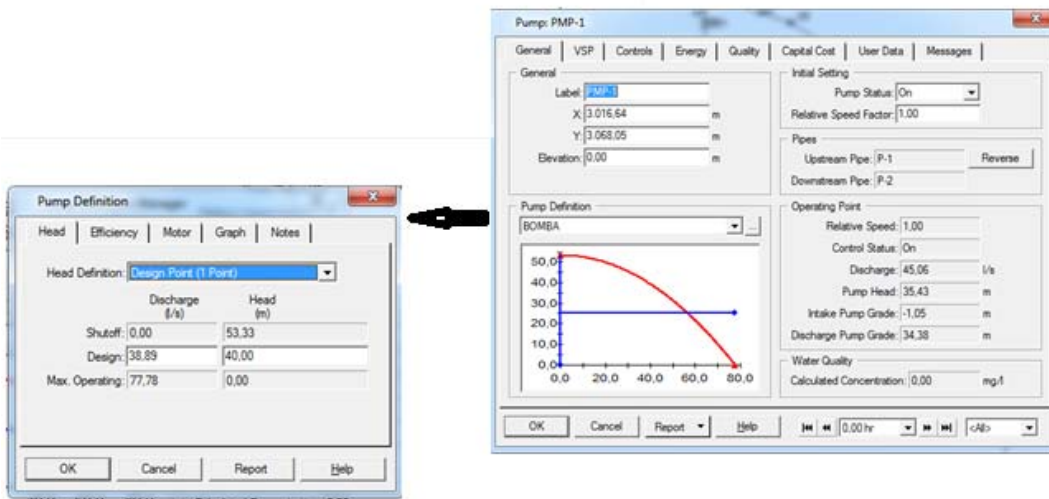 Pump Definition
Head Efficiency Motor Graph Notes
Head Definition: Design Point (1 Point)
Discharge Head
(l/s) (m)
Shutoff: 0,00 53,33
Design: 38,89 40,00
Max. Operating: 77,78 0,00
OK Cancel Report Help
Pump: PMP-1
General VSP Controls Energy Quality Capital Cost User Data Messages
General
Label: PMP-1
X: 3.016,64 m
Y: 3.068,05 m
Elevation: 0,00 m
Pump Definition
BOMBA ...
50,0
40,0
30,0
20,0
10,0
0,0
0,0 20,0 40,0 60,0 80,0
Initial Setting
Pump Status: On
Relative Speed Factor: 1,00
Pipes
Upstream Pipe: P-1 Reverse
Downstream Pipe: P-2
Operating Point
Relative Speed: 1,00
Control Status: On
Discharge: 45,06 l/s
Pump Head: 35,43 m
Intake Pump Grade: -1,05 m
Discharge Pump Grade: 34,38 m
Water Quality
Calculated Concentration: 0,00 mg/l
OK Cancel Report Help 0.00 hr <All>